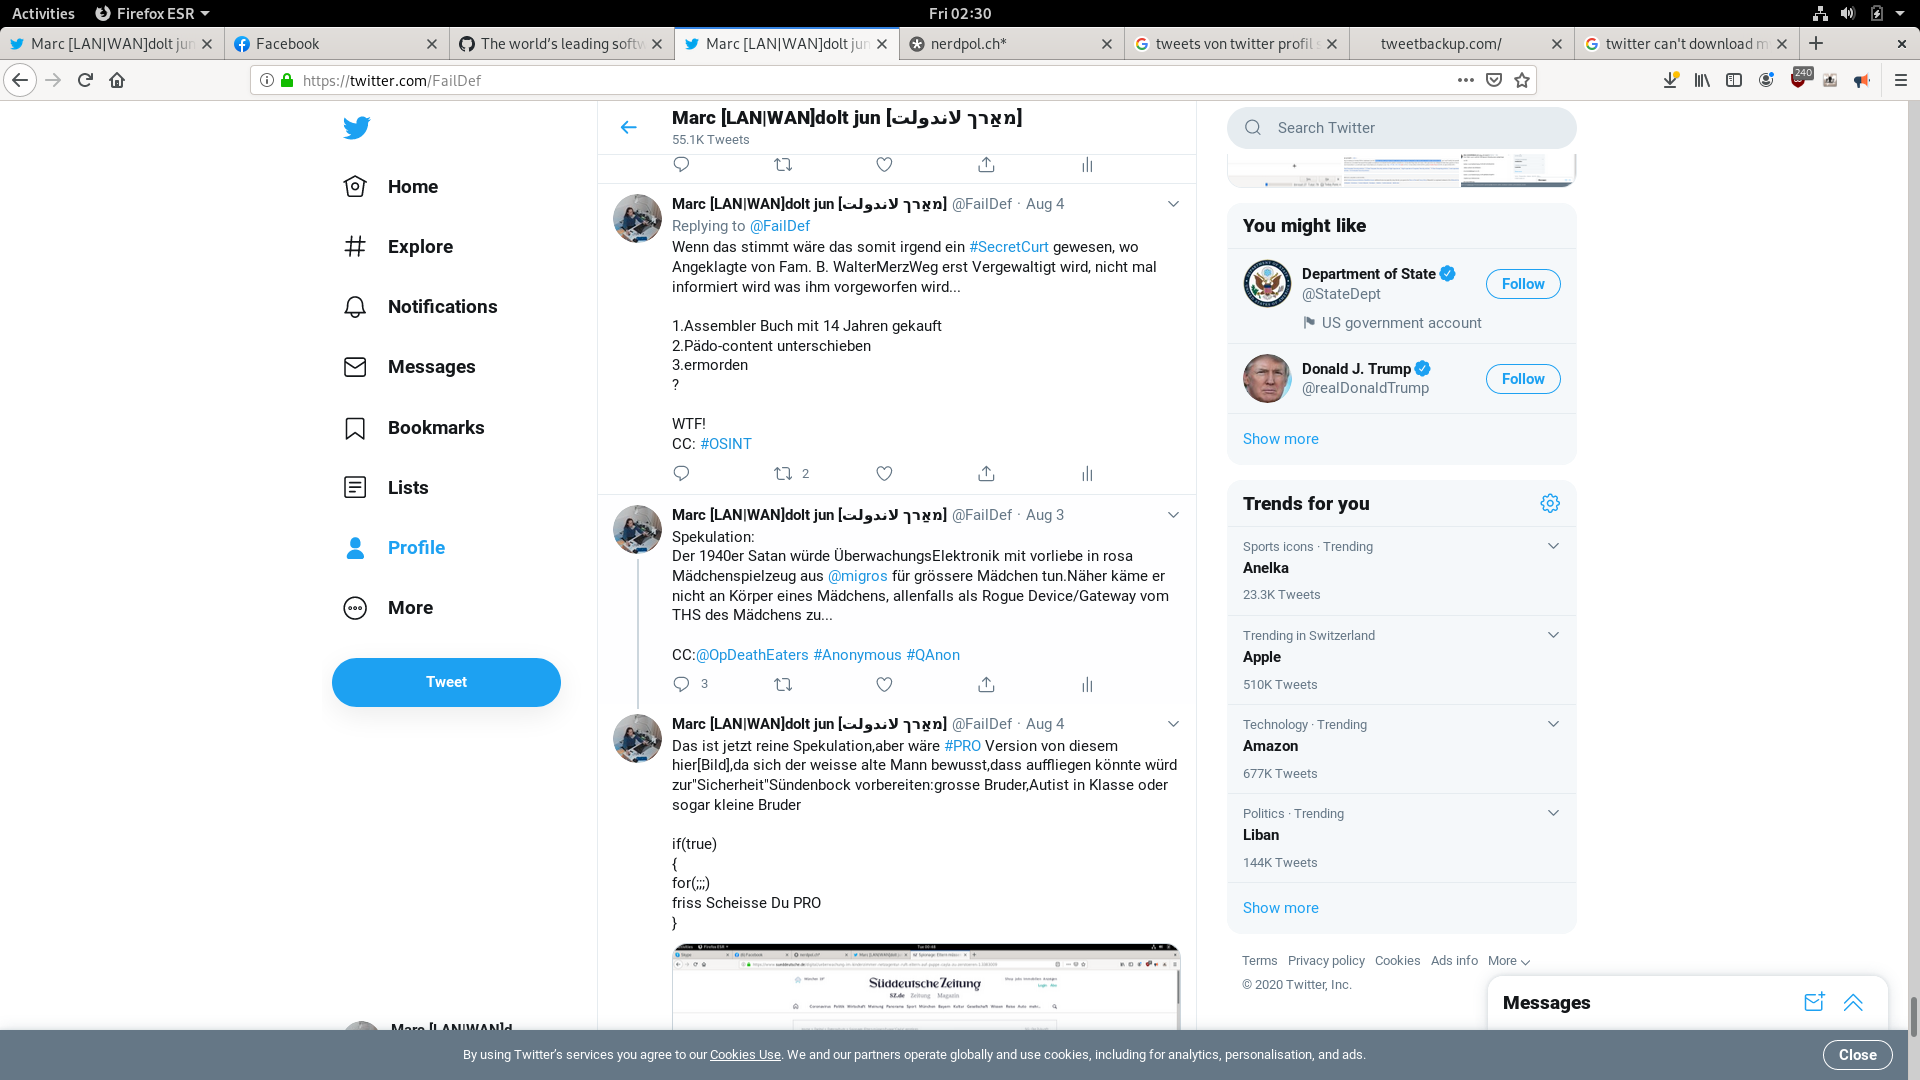 Activities
Firefox ESR
Fri 02:30
Marc [LAN|WAN]dolt jun
Facebook
The world's leading softw
Marc [LAN|WAN]dolt jun
nerdpol.ch*
tweets von twitter profil s
tweetbackup.com/
twitter can't download m
https://twitter.com/FailDef
240
Home
Explore
Notifications
Messages
Bookmarks
Lists
Profile
More
Tweet
Marc [LAN|WAN]d
Marc [LAN|WAN]dolt jun [מאַרך לאַנדולת]
55.1K Tweets
Marc [LAN|WAN]dolt jun [מאַרך לאַנדולת] @FailDef · Aug 4
Replying to @FailDef
Wenn das stimmt wäre das somit irgend ein #SecretCurt gewesen, wo
Angeklagte von Fam. B. WalterMerzWeg erst Vergewaltigt wird, nicht mal
informiert wird was ihm vorgeworfen wird...
1.Assembler Buch mit 14 Jahren gekauft
2.Pädo-content unterschieben
3.ermorden
?
WTF!
CC: #OSINT
2
Marc [LAN|WAN]dolt jun [מאַרך לאַנדולת] @FailDef · Aug 3
Spekulation:
Der 1940er Satan würde ÜberwachungsElektronik mit vorliebe in rosa
Mädchenspielzeug aus @migros für grössere Mädchen tun.Näher käme er
nicht an Körper eines Mädchens, allenfalls als Rogue Device/Gateway vom
THS des Mädchens zu...
CC:@OpDeathEaters #Anonymous #QAnon
3
Marc [LAN|WAN]dolt jun [מאַרך לאַנדולת] @FailDef · Aug 4
Das ist jetzt reine Spekulation,aber wäre #PRO Version von diesem
hier[Bild],da sich der weisse alte Mann bewusst,dass auffliegen könnte würd
zur"Sicherheit"Sündenbock vorbereiten:grosse Bruder,Autist in Klasse oder
sogar kleine Bruder
if(true)
{
for(;;;)
friss Scheisse Du PRO
}
Süddeutsche Zeitung
SZ.de Zeitung Magazin
Search Twitter
You might like
Department of State
@StateDept
US government account
Follow
Donald J. Trump
@realDonaldTrump
Follow
Show more
Trends for you
Sports icons · Trending
Anelka
23.3K Tweets
Trending in Switzerland
Apple
510K Tweets
Technology · Trending
Amazon
677K Tweets
Politics · Trending
Liban
144K Tweets
Show more
Terms Privacy policy Cookies Ads info More
© 2020 Twitter, Inc.
Messages
By using Twitter's services you agree to our Cookies Use. We and our partners operate globally and use cookies, including for analytics, personalisation, and ads.
Close